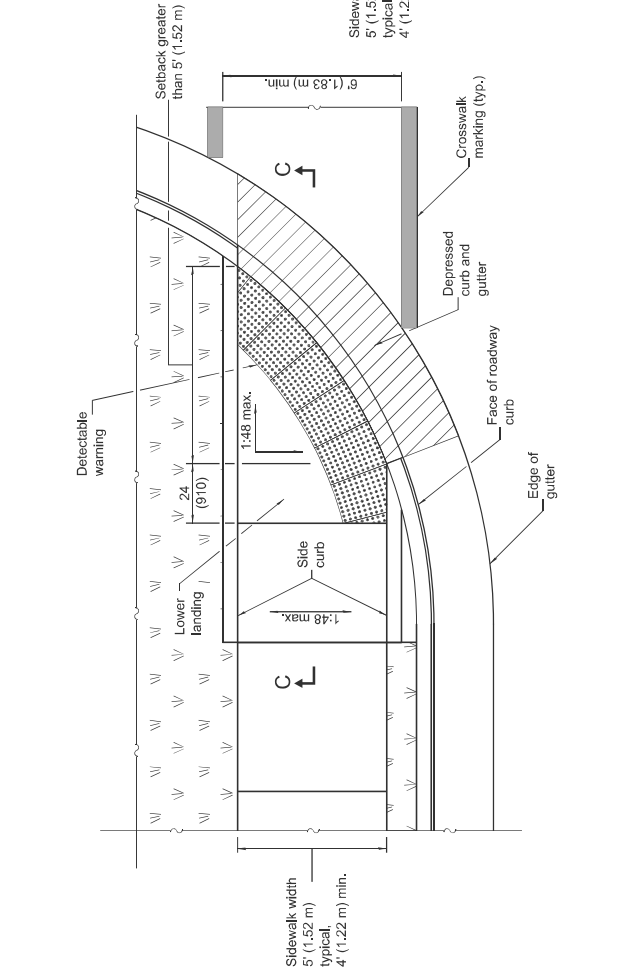 Setback greater
than 5' (1.52 m)
Sidewa
5' (1.5
typical
4' (1.2
6' (1.83 m) min.
Crosswalk
marking (typ.)
C
Detectable
warning
Depressed
curb and
gutter
1:48 max.
24
(910)
Face of roadway
curb
Edge of
gutter
Side
curb
Lower
landing
1:48 max.
C
Sidewalk width
5' (1.52 m)
typical,
4' (1.22 m) min.